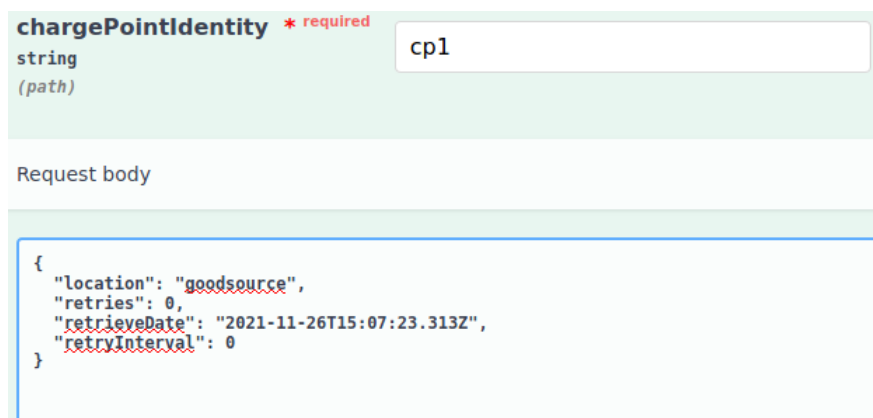 chargePointIdentity * required
string
(path)
cp1
Request body
{
  "location": "goodsource",
  "retries": 0,
  "retrieveDate": "2021-11-26T15:07:23.313Z",
  "retryInterval": 0
}